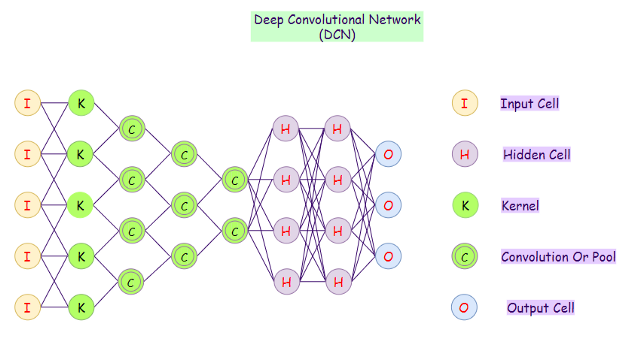 Deep Convolutional Network
(DCN)
I K I Input Cell
C H H
I K C H Hidden Cell
C C H H O
I K K Kernel
C C H H O
I K C C Convolution Or Pool
C H H O
I K O Output Cell